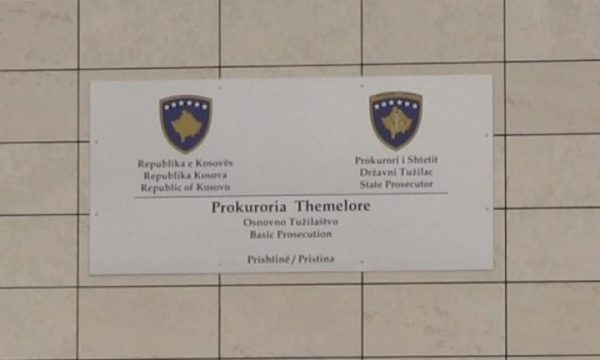 Republika e Kosovës
Republika Kosova
Republic of Kosovo
Prokurori i Shtetit
Državni Tužilac
State Prosecutor
Prokuroria Themelore
Osnovno Tužilaštvo
Basic Prosecution
Prishtinë / Pristina